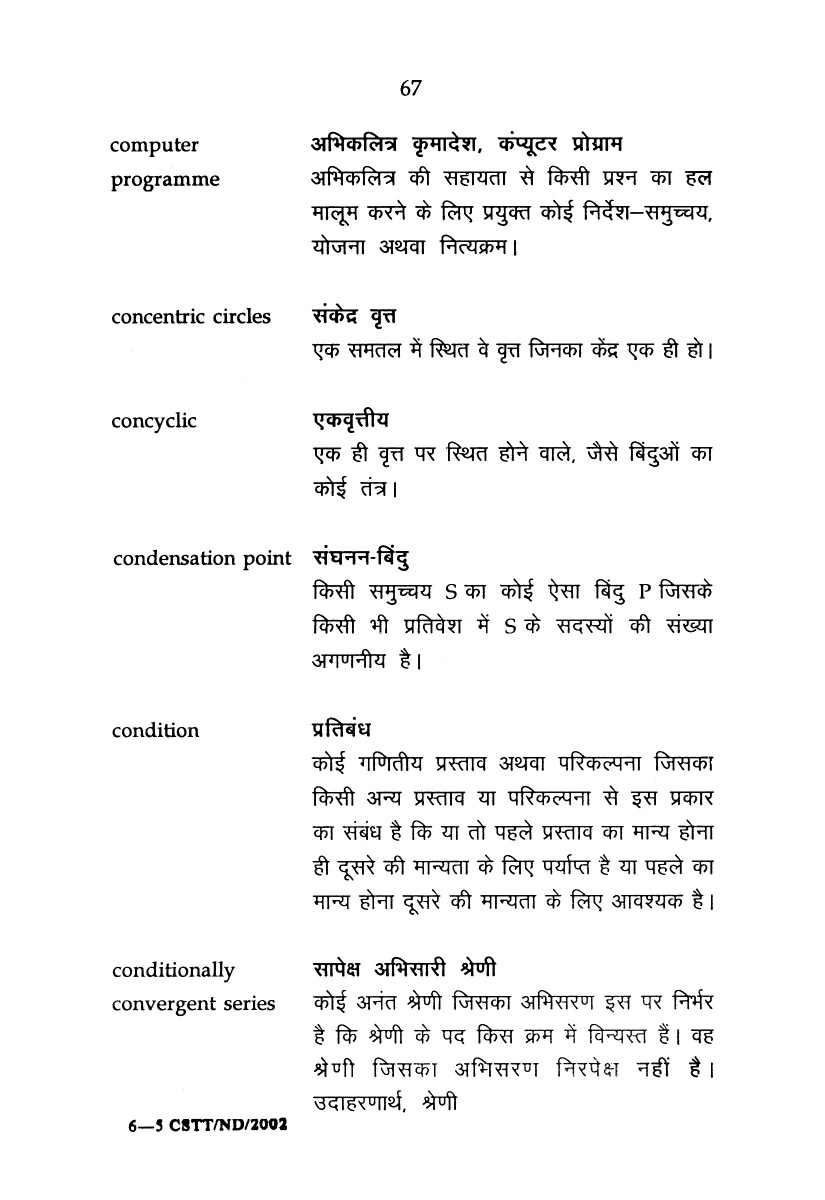 67
computer अभिकलित्र कृमादेश, कंप्यूटर प्रोग्राम
programme अभिकलित्र की सहायता से किसी प्रश्न का हल
मालूम करने के लिए प्रयुक्त कोई निर्देश–समुच्चय,
योजना अथवा नित्यक्रम।
concentric circles संकेद्र वृत्त
एक समतल में स्थित वे वृत्त जिनका केंद्र एक ही हो।
concyclic एकवृत्तीय
एक ही वृत्त पर स्थित होने वाले, जैसे बिंदुओं का
कोई तंत्र।
condensation point संघनन-बिंदु
किसी समुच्चय S का कोई ऐसा बिंदु P जिसके
किसी भी प्रतिवेश में S के सदस्यों की संख्या
अगणनीय है।
condition प्रतिबंध
कोई गणितीय प्रस्ताव अथवा परिकल्पना जिसका
किसी अन्य प्रस्ताव या परिकल्पना से इस प्रकार
का संबंध है कि या तो पहले प्रस्ताव का मान्य होना
ही दूसरे की मान्यता के लिए पर्याप्त है या पहले का
मान्य होना दूसरे की मान्यता के लिए आवश्यक है।
conditionally सापेक्ष अभिसारी श्रेणी
convergent series कोई अनंत श्रेणी जिसका अभिसरण इस पर निर्भर
है कि श्रेणी के पद किस क्रम में विन्यस्त हैं। वह
श्रेणी जिसका अभिसरण निरपेक्ष नहीं है।
उदाहरणार्थ, श्रेणी
6—5 CSTT/ND/2002